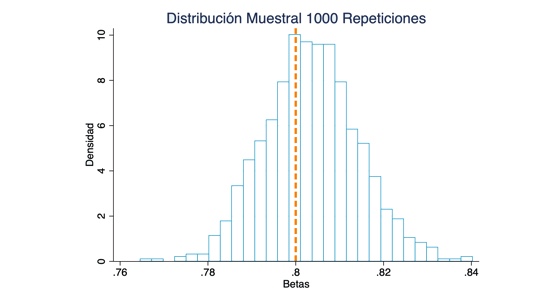 Distribución Muestral 1000 Repeticiones
Densidad
10
8
6
4
2
0
.76 .78 .8 .82 .84
Betas